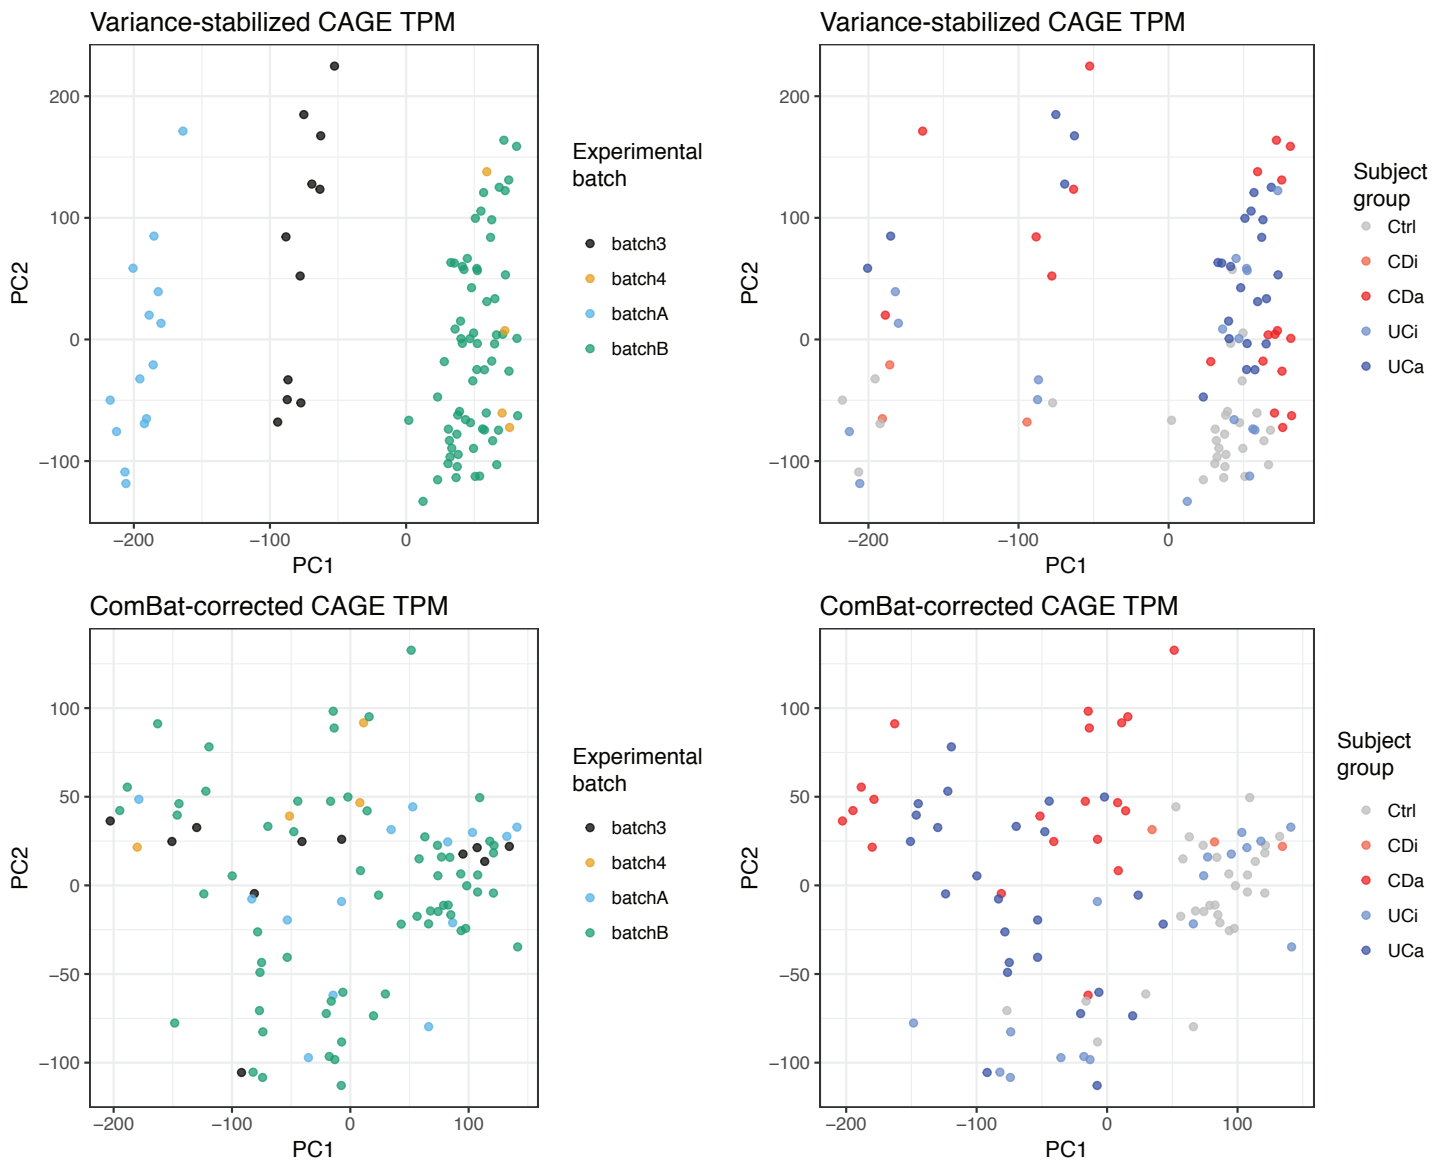 Variance-stabilized CAGE TPM
200
100
0
−100
PC2
−200
−100
0
PC1
Experimental
batch
batch3
batch4
batchA
batchB
Variance-stabilized CAGE TPM
200
100
0
−100
PC2
−200
−100
0
PC1
Subject
group
Ctrl
CDi
CDa
UCi
UCa
ComBat-corrected CAGE TPM
100
50
0
−50
−100
PC2
−200
−100
0
100
PC1
Experimental
batch
batch3
batch4
batchA
batchB
ComBat-corrected CAGE TPM
100
50
0
−50
−100
PC2
−200
−100
0
100
PC1
Subject
group
Ctrl
CDi
CDa
UCi
UCa